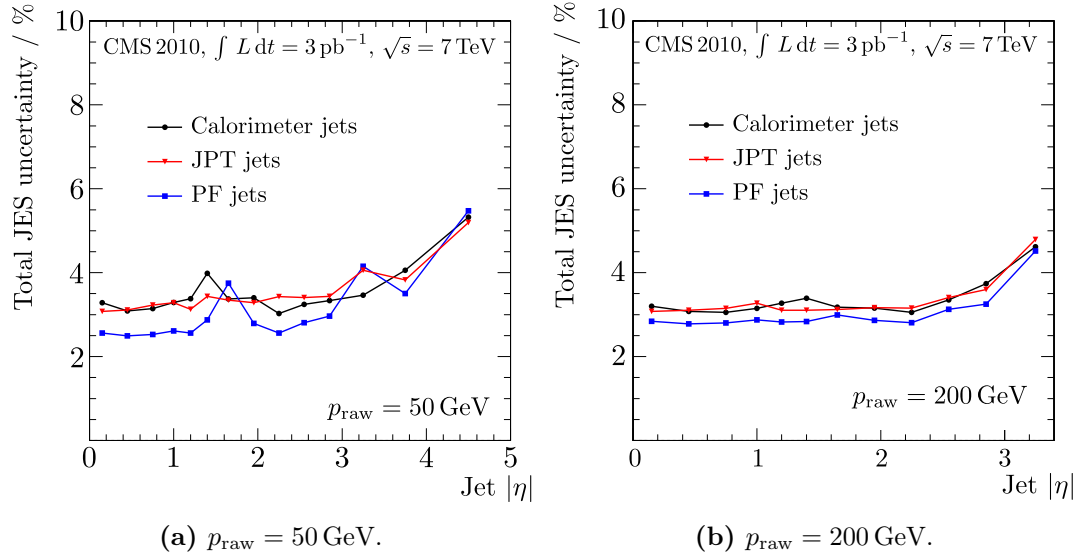 Total JES uncertainty / %
10
8
6
4
2
0 1 2 3 4 5
Jet |η|
CMS 2010, ∫ L dt = 3 pb⁻¹, √s = 7 TeV
Calorimeter jets
JPT jets
PF jets
p_raw = 50 GeV
(a) p_raw = 50 GeV.
Total JES uncertainty / %
10
8
6
4
2
0
0 1 2 3
Jet |η|
CMS 2010, ∫ L dt = 3 pb⁻¹, √s = 7 TeV
Calorimeter jets
JPT jets
PF jets
p_raw = 200 GeV
(b) p_raw = 200 GeV.